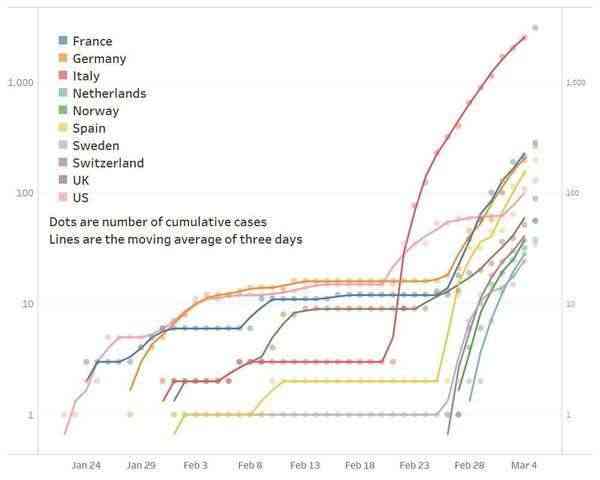 France
Germany
Italy
Netherlands
Norway
Spain
Sweden
Switzerland
UK
US
Dots are number of cumulative cases
Lines are the moving average of three days
1,000 1,000
100 100
10 10
1 1
Jan 24 Jan 29 Feb 3 Feb 8 Feb 13 Feb 18 Feb 23 Feb 28 Mar 4